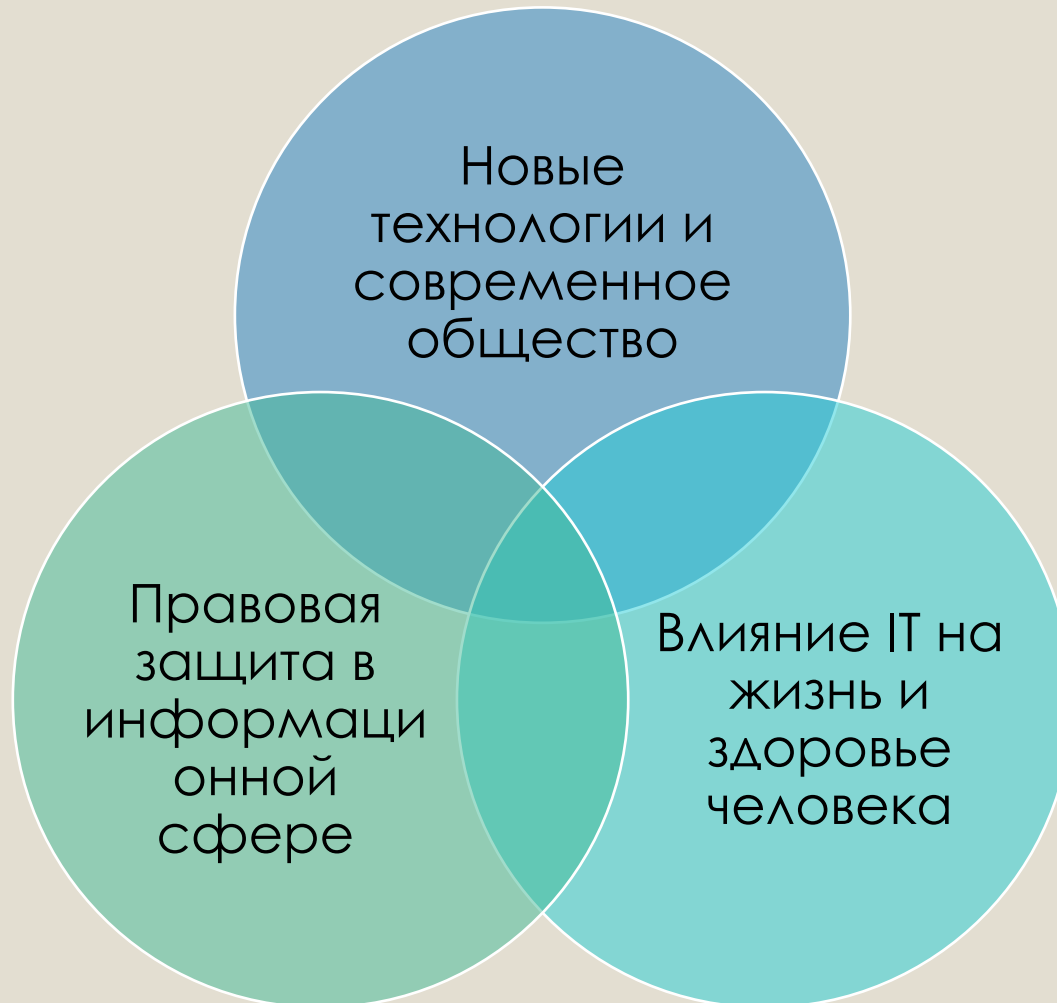 Новые
технологии и
современное
общество
Правовая
защита в
информаци
онной
сфере
Влияние IT на
жизнь и
здоровье
человека